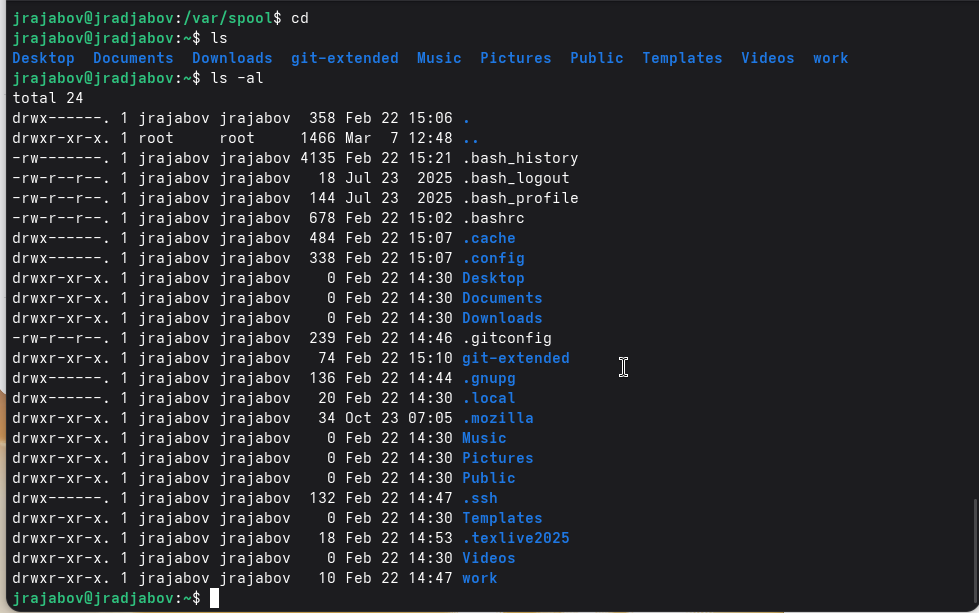 jrajabov@jradjabov:/var/spool$ cd
jrajabov@jradjabov:~$ ls
Desktop  Documents  Downloads  git-extended  Music  Pictures  Public  Templates  Videos  work
jrajabov@jradjabov:~$ ls -al
total 24
drwx------. 1 jrajabov jrajabov  358 Feb 22 15:06 .
drwxr-xr-x. 1 root     root     1466 Mar  7 12:48 ..
-rw-------. 1 jrajabov jrajabov 4135 Feb 22 15:21 .bash_history
-rw-r--r--. 1 jrajabov jrajabov   18 Jul 23  2025 .bash_logout
-rw-r--r--. 1 jrajabov jrajabov  144 Jul 23  2025 .bash_profile
-rw-r--r--. 1 jrajabov jrajabov  678 Feb 22 15:02 .bashrc
drwx------. 1 jrajabov jrajabov  484 Feb 22 15:07 .cache
drwx------. 1 jrajabov jrajabov  338 Feb 22 15:07 .config
drwxr-xr-x. 1 jrajabov jrajabov    0 Feb 22 14:30 Desktop
drwxr-xr-x. 1 jrajabov jrajabov    0 Feb 22 14:30 Documents
drwxr-xr-x. 1 jrajabov jrajabov    0 Feb 22 14:30 Downloads
-rw-r--r--. 1 jrajabov jrajabov  239 Feb 22 14:46 .gitconfig
drwxr-xr-x. 1 jrajabov jrajabov   74 Feb 22 15:10 git-extended
drwx------. 1 jrajabov jrajabov  136 Feb 22 14:44 .gnupg
drwx------. 1 jrajabov jrajabov   20 Feb 22 14:30 .local
drwxr-xr-x. 1 jrajabov jrajabov   34 Oct 23 07:05 .mozilla
drwxr-xr-x. 1 jrajabov jrajabov    0 Feb 22 14:30 Music
drwxr-xr-x. 1 jrajabov jrajabov    0 Feb 22 14:30 Pictures
drwxr-xr-x. 1 jrajabov jrajabov    0 Feb 22 14:30 Public
drwx------. 1 jrajabov jrajabov  132 Feb 22 14:47 .ssh
drwxr-xr-x. 1 jrajabov jrajabov    0 Feb 22 14:30 Templates
drwxr-xr-x. 1 jrajabov jrajabov   18 Feb 22 14:53 .texlive2025
drwxr-xr-x. 1 jrajabov jrajabov    0 Feb 22 14:30 Videos
drwxr-xr-x. 1 jrajabov jrajabov   10 Feb 22 14:47 work
jrajabov@jradjabov:~$